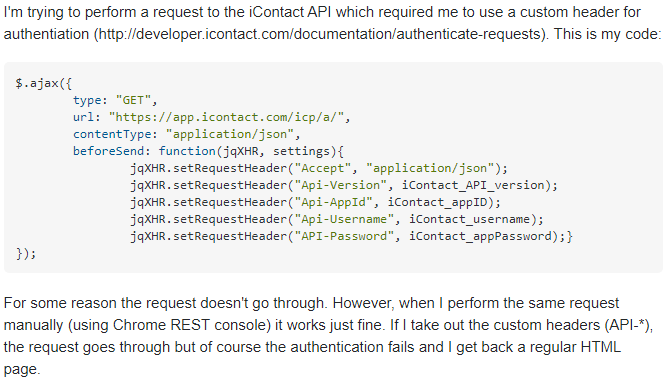 I'm trying to perform a request to the iContact API which required me to use a custom header for
authentiation (http://developer.icontact.com/documentation/authenticate-requests). This is my code:
$.ajax({
type: "GET",
url: "https://app.icontact.com/icp/a/",
contentType: "application/json",
beforeSend: function(jqXHR, settings){
jqXHR.setRequestHeader("Accept", "application/json");
jqXHR.setRequestHeader("Api-Version", iContact_API_version);
jqXHR.setRequestHeader("Api-AppId", iContact_appID);
jqXHR.setRequestHeader("Api-Username", iContact_username);
jqXHR.setRequestHeader("API-Password", iContact_appPassword);}
});
For some reason the request doesn't go through. However, when I perform the same request
manually (using Chrome REST console) it works just fine. If I take out the custom headers (API-*),
the request goes through but of course the authentication fails and I get back a regular HTML
page.